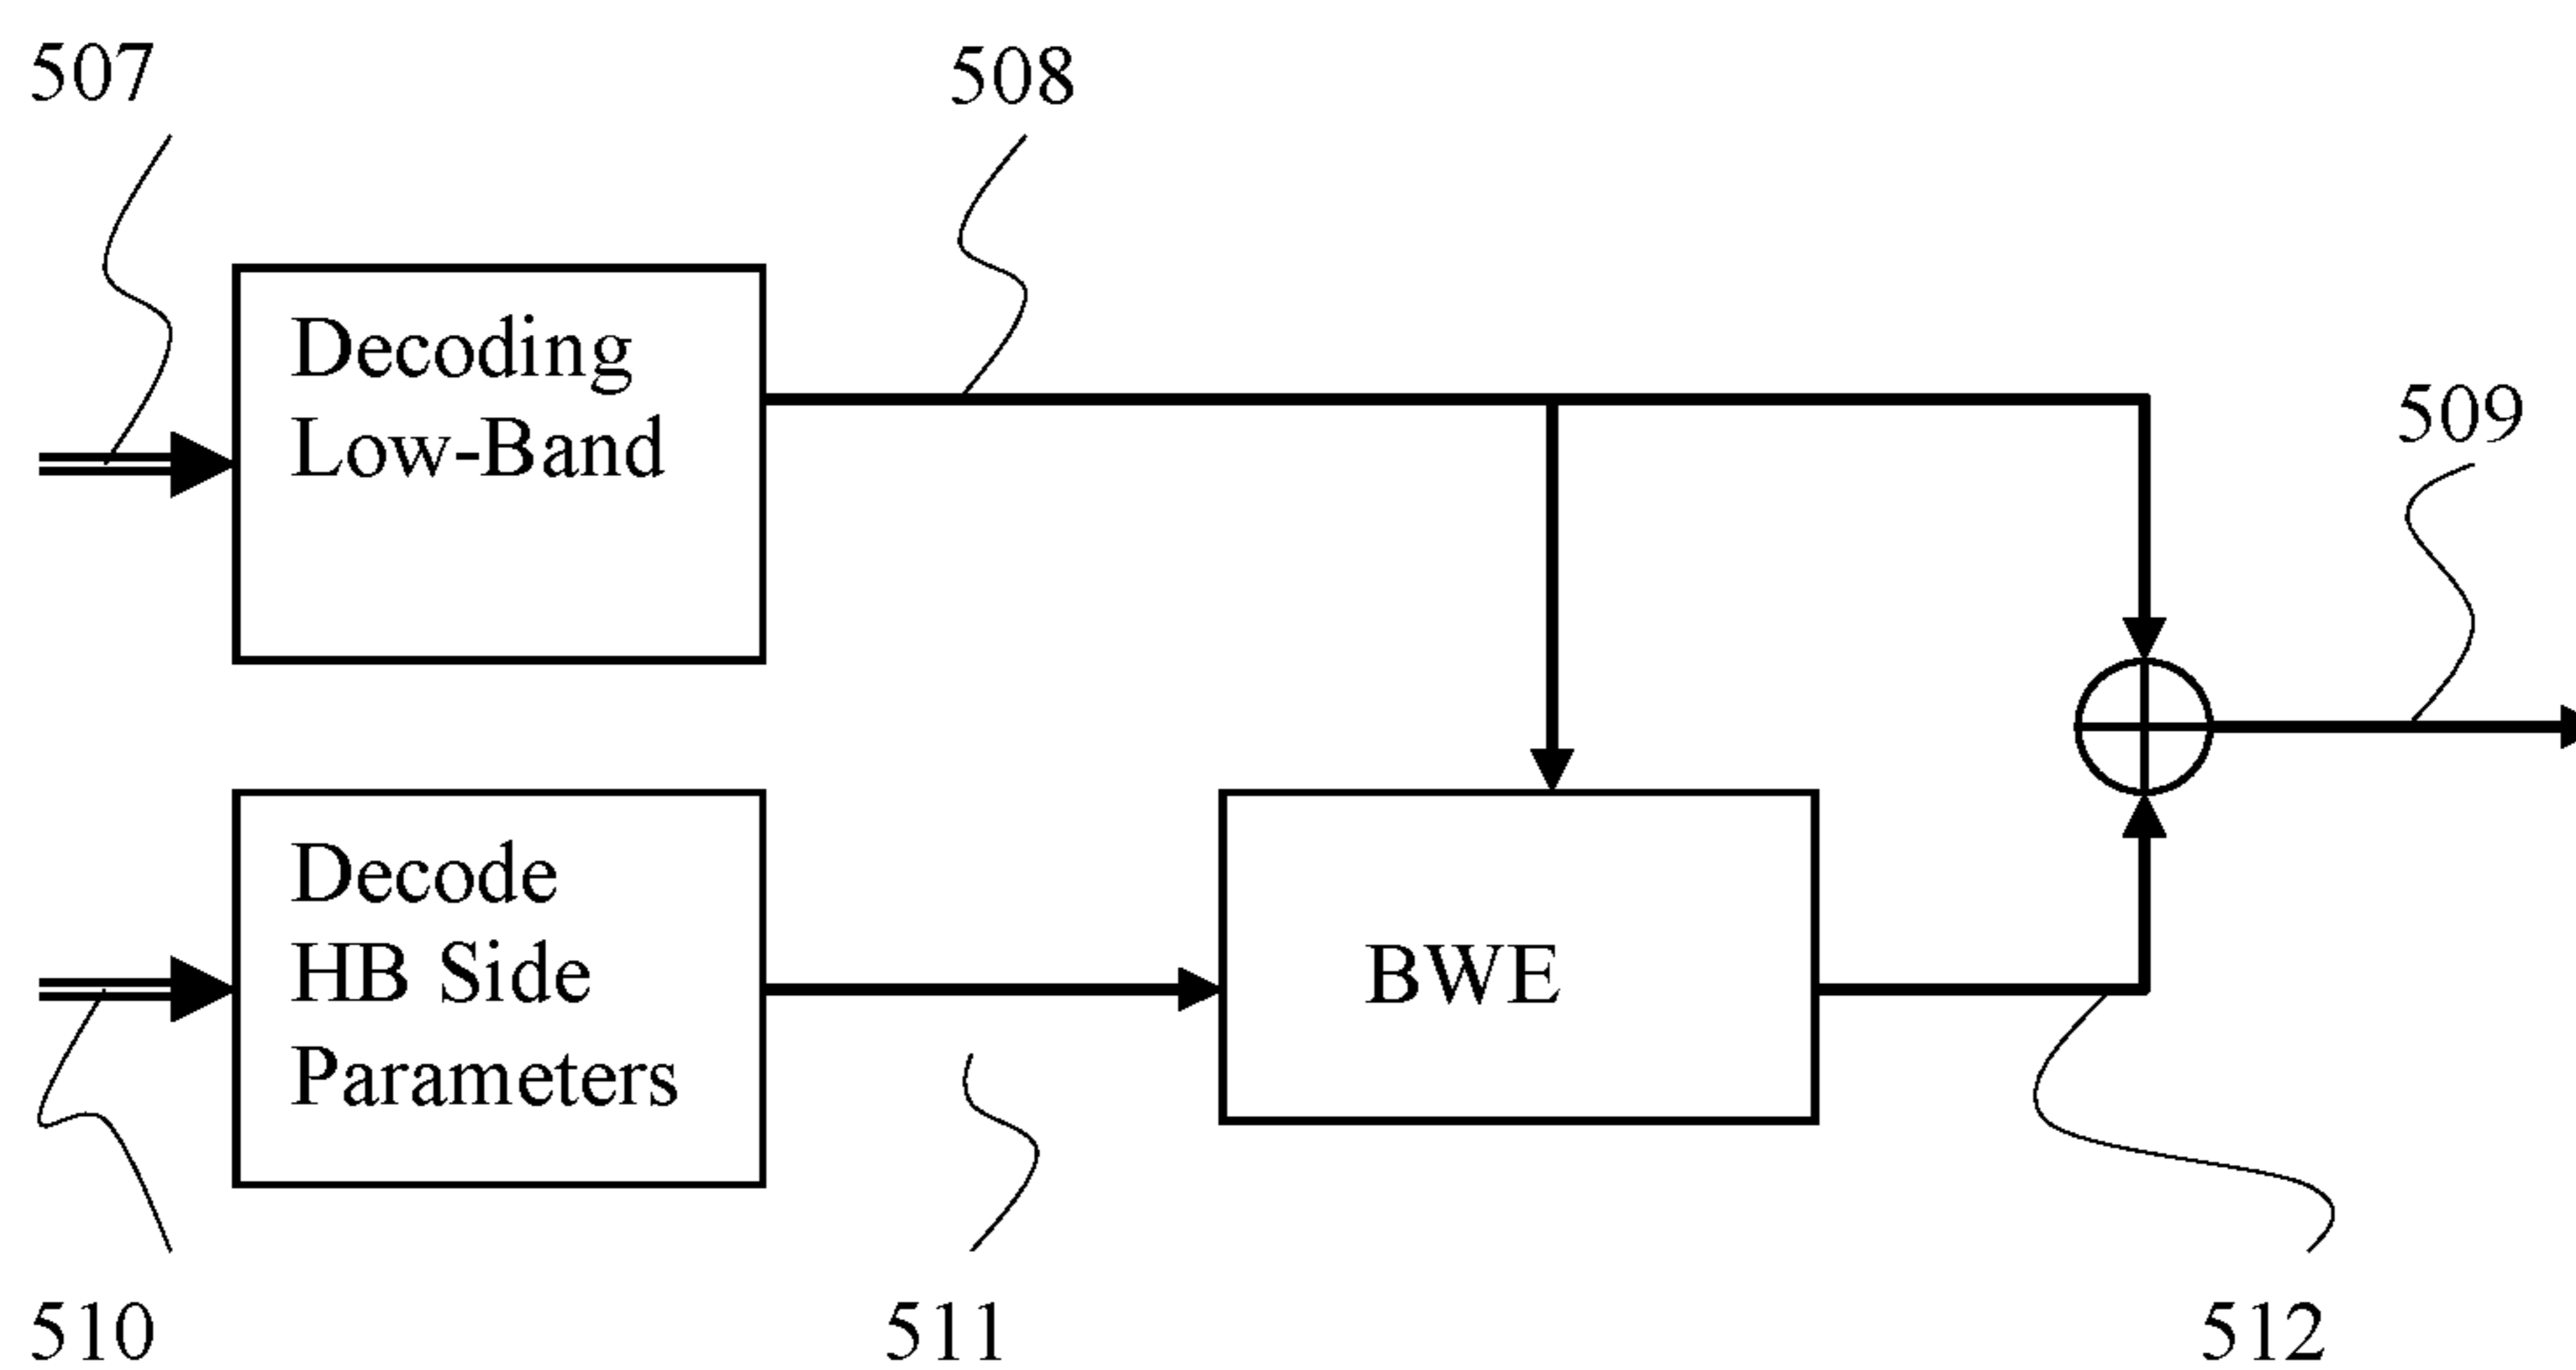 507
508
Decoding
Low-Band
509
Decode
HB Side
Parameters
BWE
510
511
512